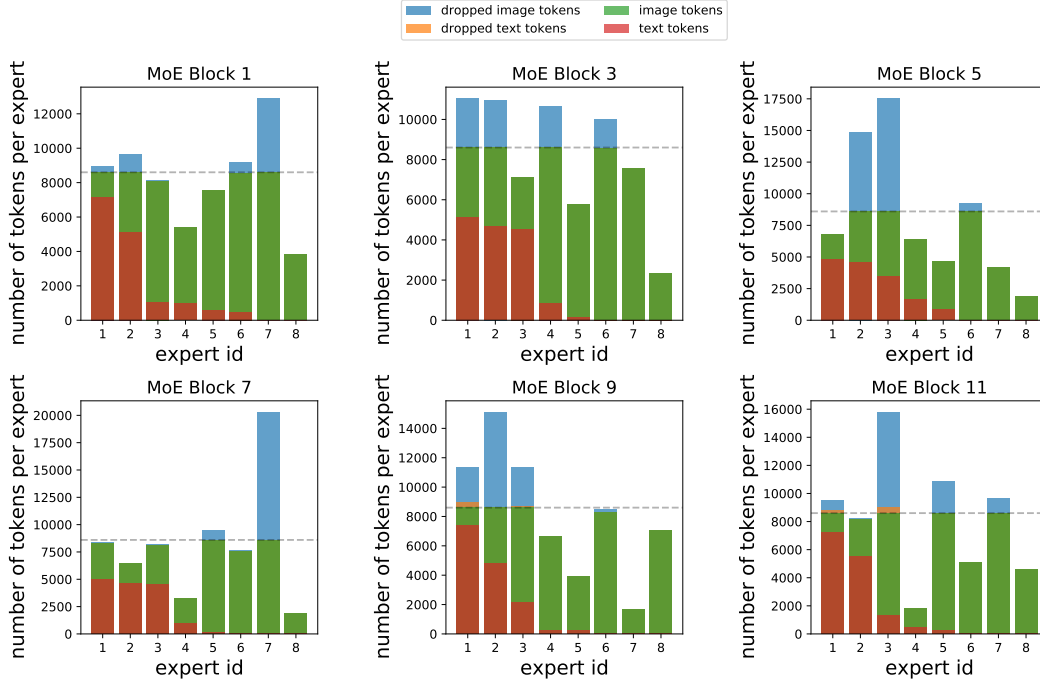 dropped image tokens
dropped text tokens
image tokens
text tokens
MoE Block 1
number of tokens per expert
12000
10000
8000
6000
4000
2000
0
1 2 3 4 5 6 7 8
expert id
MoE Block 3
number of tokens per expert
10000
8000
6000
4000
2000
0
1 2 3 4 5 6 7 8
expert id
MoE Block 5
number of tokens per expert
17500
15000
12500
10000
7500
5000
2500
0
1 2 3 4 5 6 7 8
expert id
MoE Block 7
number of tokens per expert
20000
17500
15000
12500
10000
7500
5000
2500
0
1 2 3 4 5 6 7 8
expert id
MoE Block 9
number of tokens per expert
14000
12000
10000
8000
6000
4000
2000
0
1 2 3 4 5 6 7 8
expert id
MoE Block 11
number of tokens per expert
16000
14000
12000
10000
8000
6000
4000
2000
0
1 2 3 4 5 6 7 8
expert id